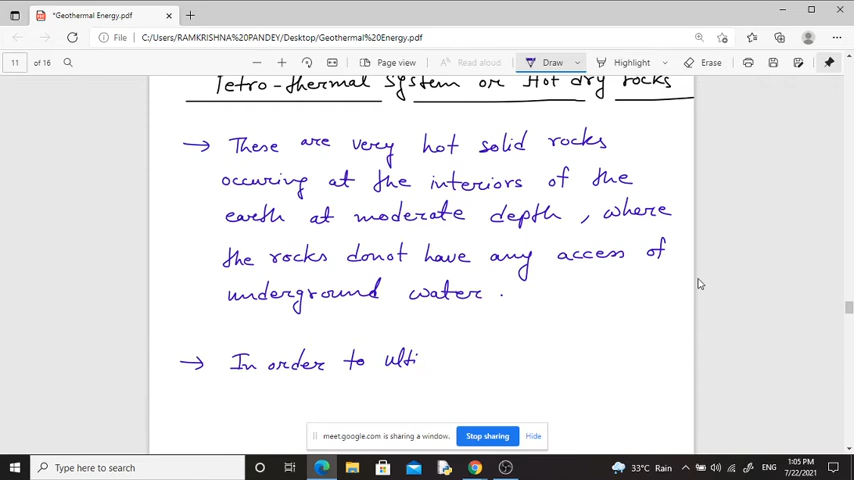 *Geothermal Energy.pdf
File C:/Users/RAMKRISHNA%20PANDEY/Desktop/Geothermal%20Energy.pdf
11 of 16 Page view Read aloud Draw Highlight Erase
Petro-thermal System or Hot dry rocks
→ These are very hot solid rocks
occuring at the interiors of the
earth at moderate depth, where
the rocks donot have any access of
underground water.
→ In order to ulti
meet.google.com is sharing a window. Stop sharing Hide
Type here to search 33°C Rain ENG 1:05 PM
7/22/2021